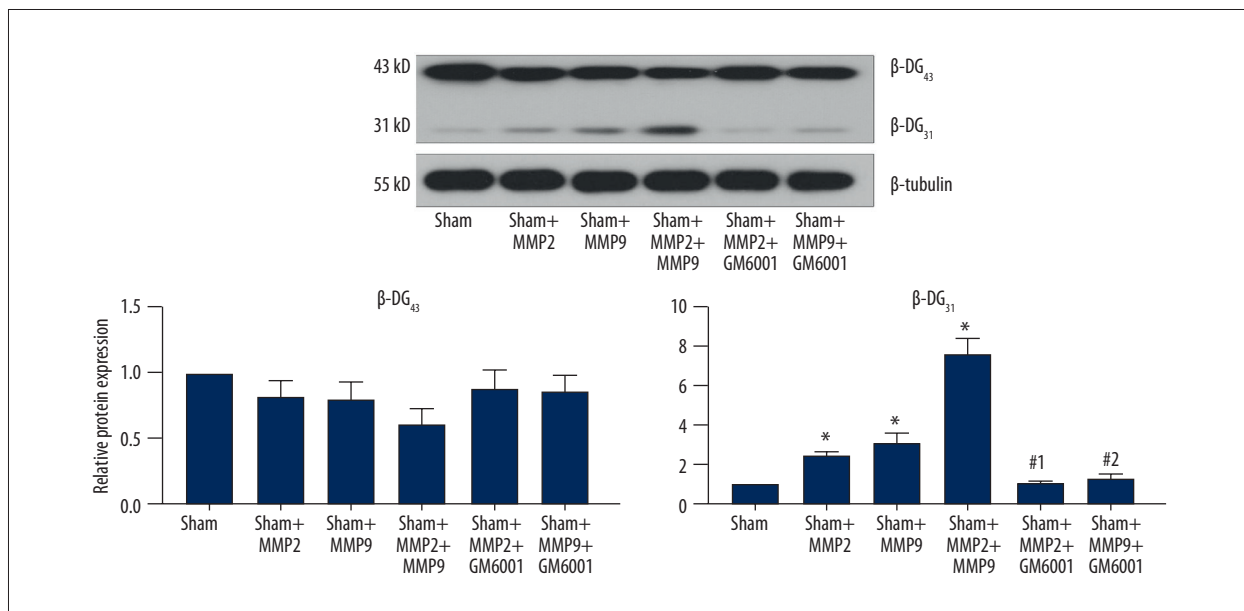 43 kD
β-DG43
31 kD
β-DG31
55 kD
β-tubulin
Sham
Sham+
MMP2
Sham+
MMP9
Sham+
MMP2+
MMP9
Sham+
MMP2+
GM6001
Sham+
MMP9+
GM6001
β-DG43
Relative protein expression
1.5
1.0
0.5
0.0
Sham
Sham+
MMP2
Sham+
MMP9
Sham+
MMP2+
MMP9
Sham+
MMP2+
GM6001
Sham+
MMP9+
GM6001
β-DG31
10
8
6
4
2
0
*
*
*
#1
#2
Sham
Sham+
MMP2
Sham+
MMP9
Sham+
MMP2+
MMP9
Sham+
MMP2+
GM6001
Sham+
MMP9+
GM6001